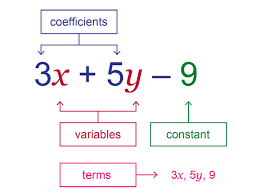 coefficients
3x + 5y – 9
variables constant
terms 3x, 5y, 9